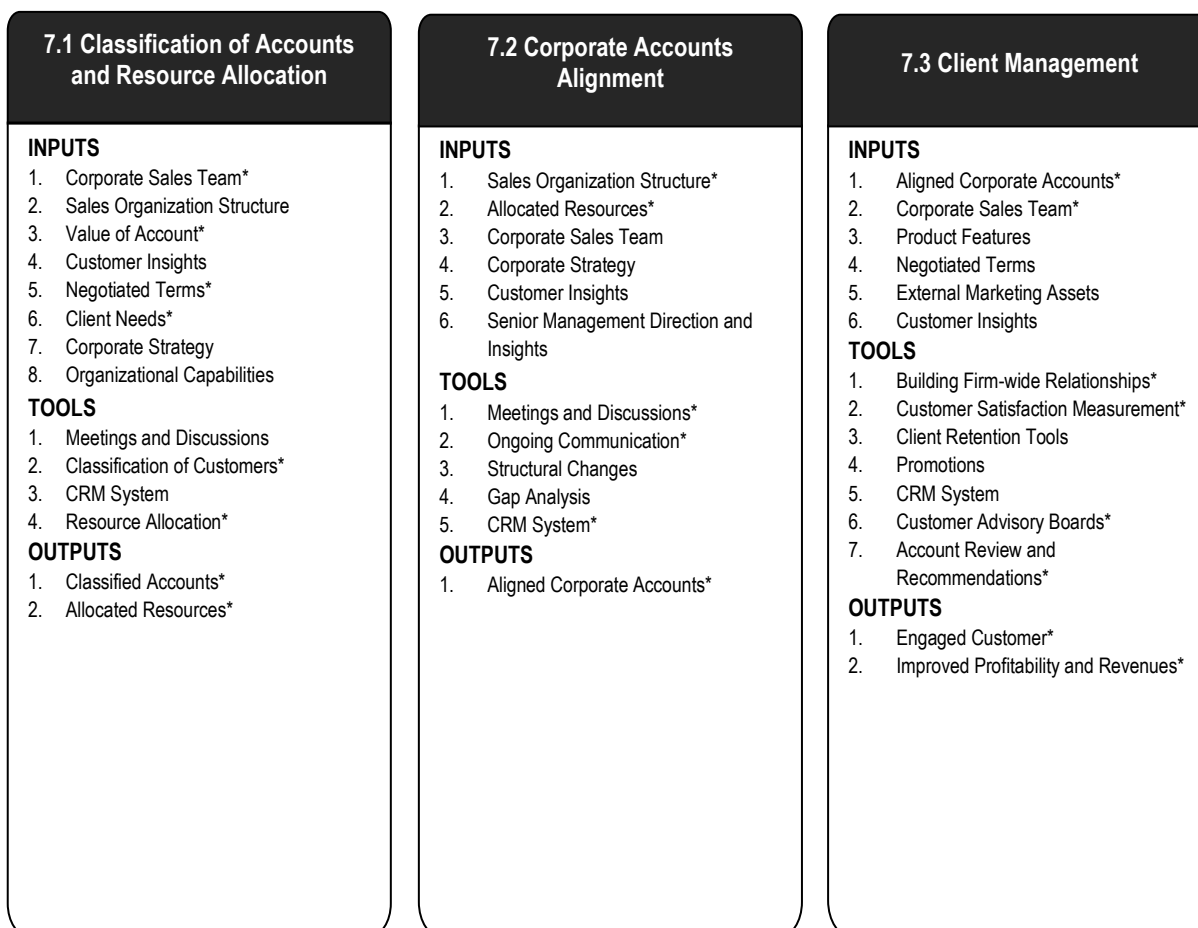 7.1 Classification of Accounts
and Resource Allocation
INPUTS
1. Corporate Sales Team*
2. Sales Organization Structure
3. Value of Account*
4. Customer Insights
5. Negotiated Terms*
6. Client Needs*
7. Corporate Strategy
8. Organizational Capabilities
TOOLS
1. Meetings and Discussions
2. Classification of Customers*
3. CRM System
4. Resource Allocation*
OUTPUTS
1. Classified Accounts*
2. Allocated Resources*
7.2 Corporate Accounts
Alignment
INPUTS
1. Sales Organization Structure*
2. Allocated Resources*
3. Corporate Sales Team
4. Corporate Strategy
5. Customer Insights
6. Senior Management Direction and
Insights
TOOLS
1. Meetings and Discussions*
2. Ongoing Communication*
3. Structural Changes
4. Gap Analysis
5. CRM System*
OUTPUTS
1. Aligned Corporate Accounts*
7.3 Client Management
INPUTS
1. Aligned Corporate Accounts*
2. Corporate Sales Team*
3. Product Features
4. Negotiated Terms
5. External Marketing Assets
6. Customer Insights
TOOLS
1. Building Firm-wide Relationships*
2. Customer Satisfaction Measurement*
3. Client Retention Tools
4. Promotions
5. CRM System
6. Customer Advisory Boards*
7. Account Review and
Recommendations*
OUTPUTS
1. Engaged Customer*
2. Improved Profitability and Revenues*